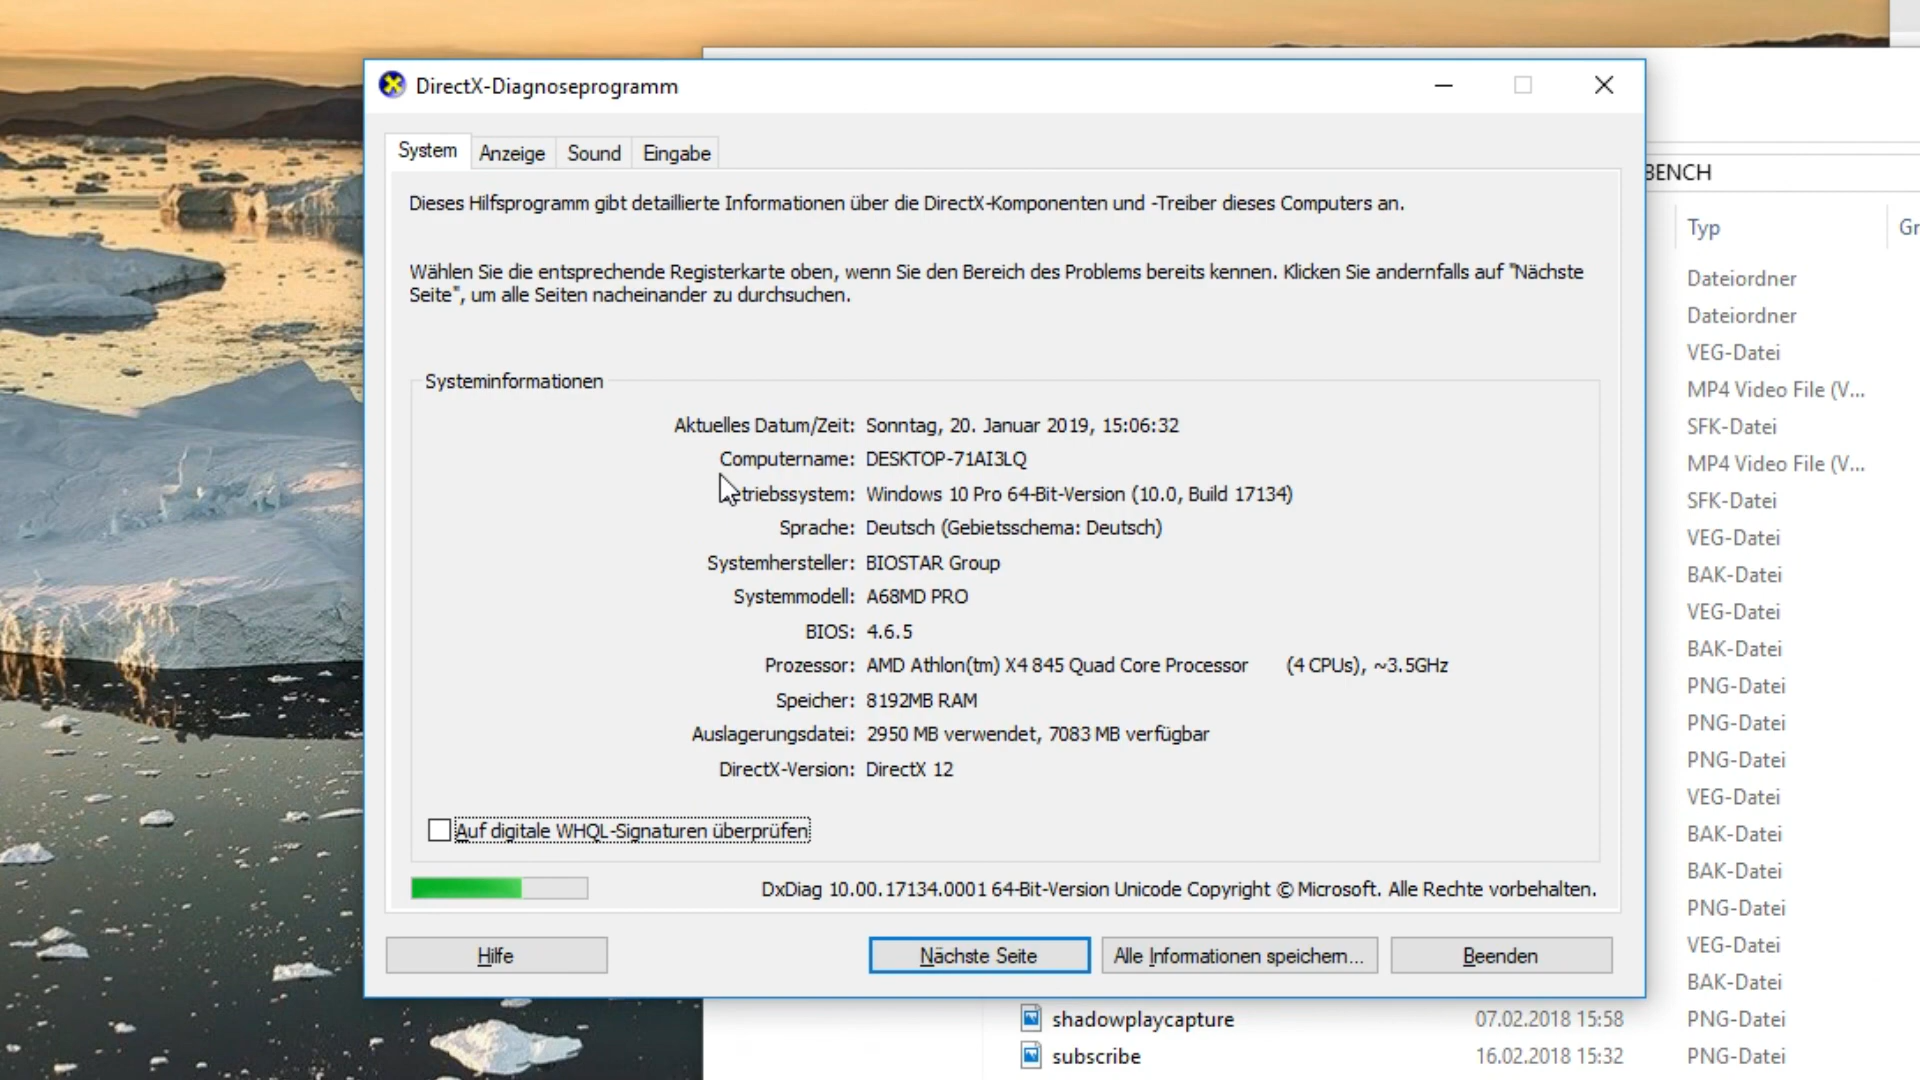 DirectX-Diagnoseprogramm
System Anzeige Sound Eingabe
Dieses Hilfsprogramm gibt detaillierte Informationen über die DirectX-Komponenten und -Treiber dieses Computers an.
Wählen Sie die entsprechende Registerkarte oben, wenn Sie den Bereich des Problems bereits kennen. Klicken Sie andernfalls auf "Nächste
Seite", um alle Seiten nacheinander zu durchsuchen.
Systeminformationen
Aktuelles Datum/Zeit: Sonntag, 20. Januar 2019, 15:06:32
Computername: DESKTOP-71AI3LQ
triebssystem: Windows 10 Pro 64-Bit-Version (10.0, Build 17134)
Sprache: Deutsch (Gebietsschema: Deutsch)
Systemhersteller: BIOSTAR Group
Systemmodell: A68MD PRO
BIOS: 4.6.5
Prozessor: AMD Athlon(tm) X4 845 Quad Core Processor (4 CPUs), ~3.5GHz
Speicher: 8192MB RAM
Auslagerungsdatei: 2950 MB verwendet, 7083 MB verfügbar
DirectX-Version: DirectX 12
Auf digitale WHQL-Signaturen überprüfen
DxDiag 10.00.17134.0001 64-Bit-Version Unicode Copyright © Microsoft. Alle Rechte vorbehalten.
Hilfe Nächste Seite Alle Informationen speichern... Beenden
BENCH
Typ Gr
Dateiordner
Dateiordner
VEG-Datei
MP4 Video File (V...
SFK-Datei
MP4 Video File (V...
SFK-Datei
VEG-Datei
BAK-Datei
VEG-Datei
BAK-Datei
PNG-Datei
PNG-Datei
PNG-Datei
VEG-Datei
BAK-Datei
BAK-Datei
PNG-Datei
VEG-Datei
BAK-Datei
shadowplaycapture 07.02.2018 15:58 PNG-Datei
subscribe 16.02.2018 15:32 PNG-Datei